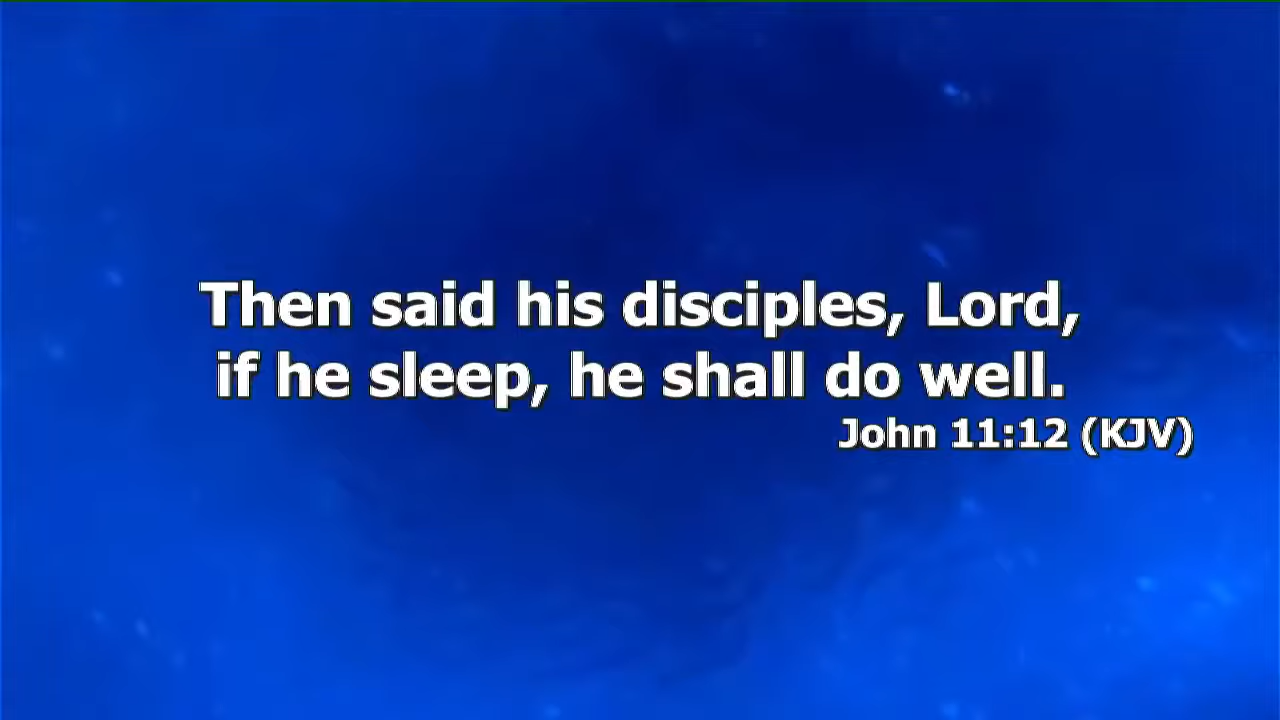 Then said his disciples, Lord,
if he sleep, he shall do well.
John 11:12 (KJV)